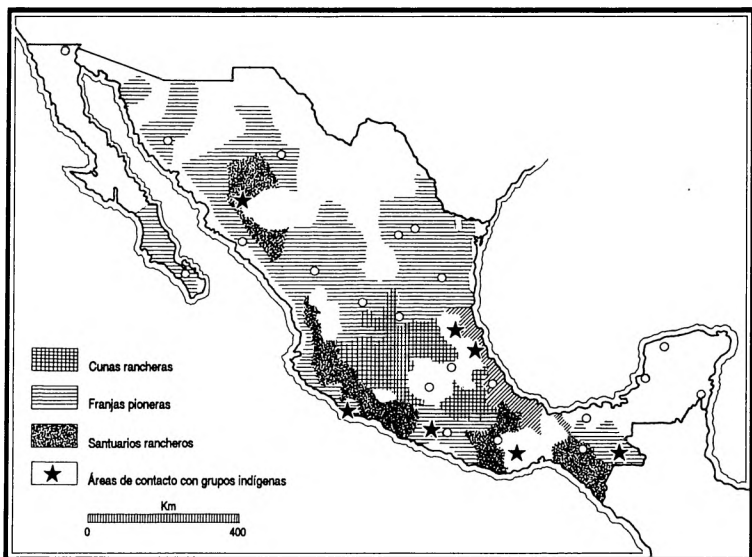 Cunas rancheras
Franjas pioneras
Santuarios rancheros
Áreas de contacto con grupos indígenas
Km
0 400